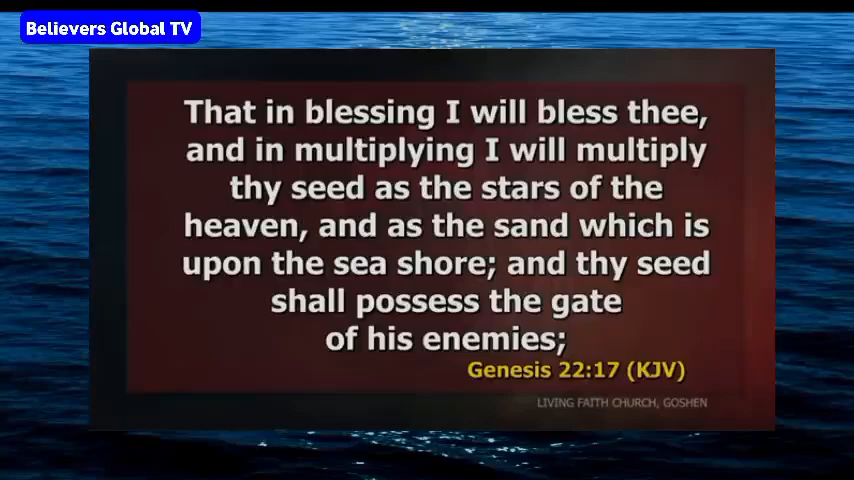 Believers Global TV
That in blessing I will bless thee,
and in multiplying I will multiply
thy seed as the stars of the
heaven, and as the sand which is
upon the sea shore; and thy seed
shall possess the gate
of his enemies;
Genesis 22:17 (KJV)
LIVING FAITH CHURCH, GOSHEN